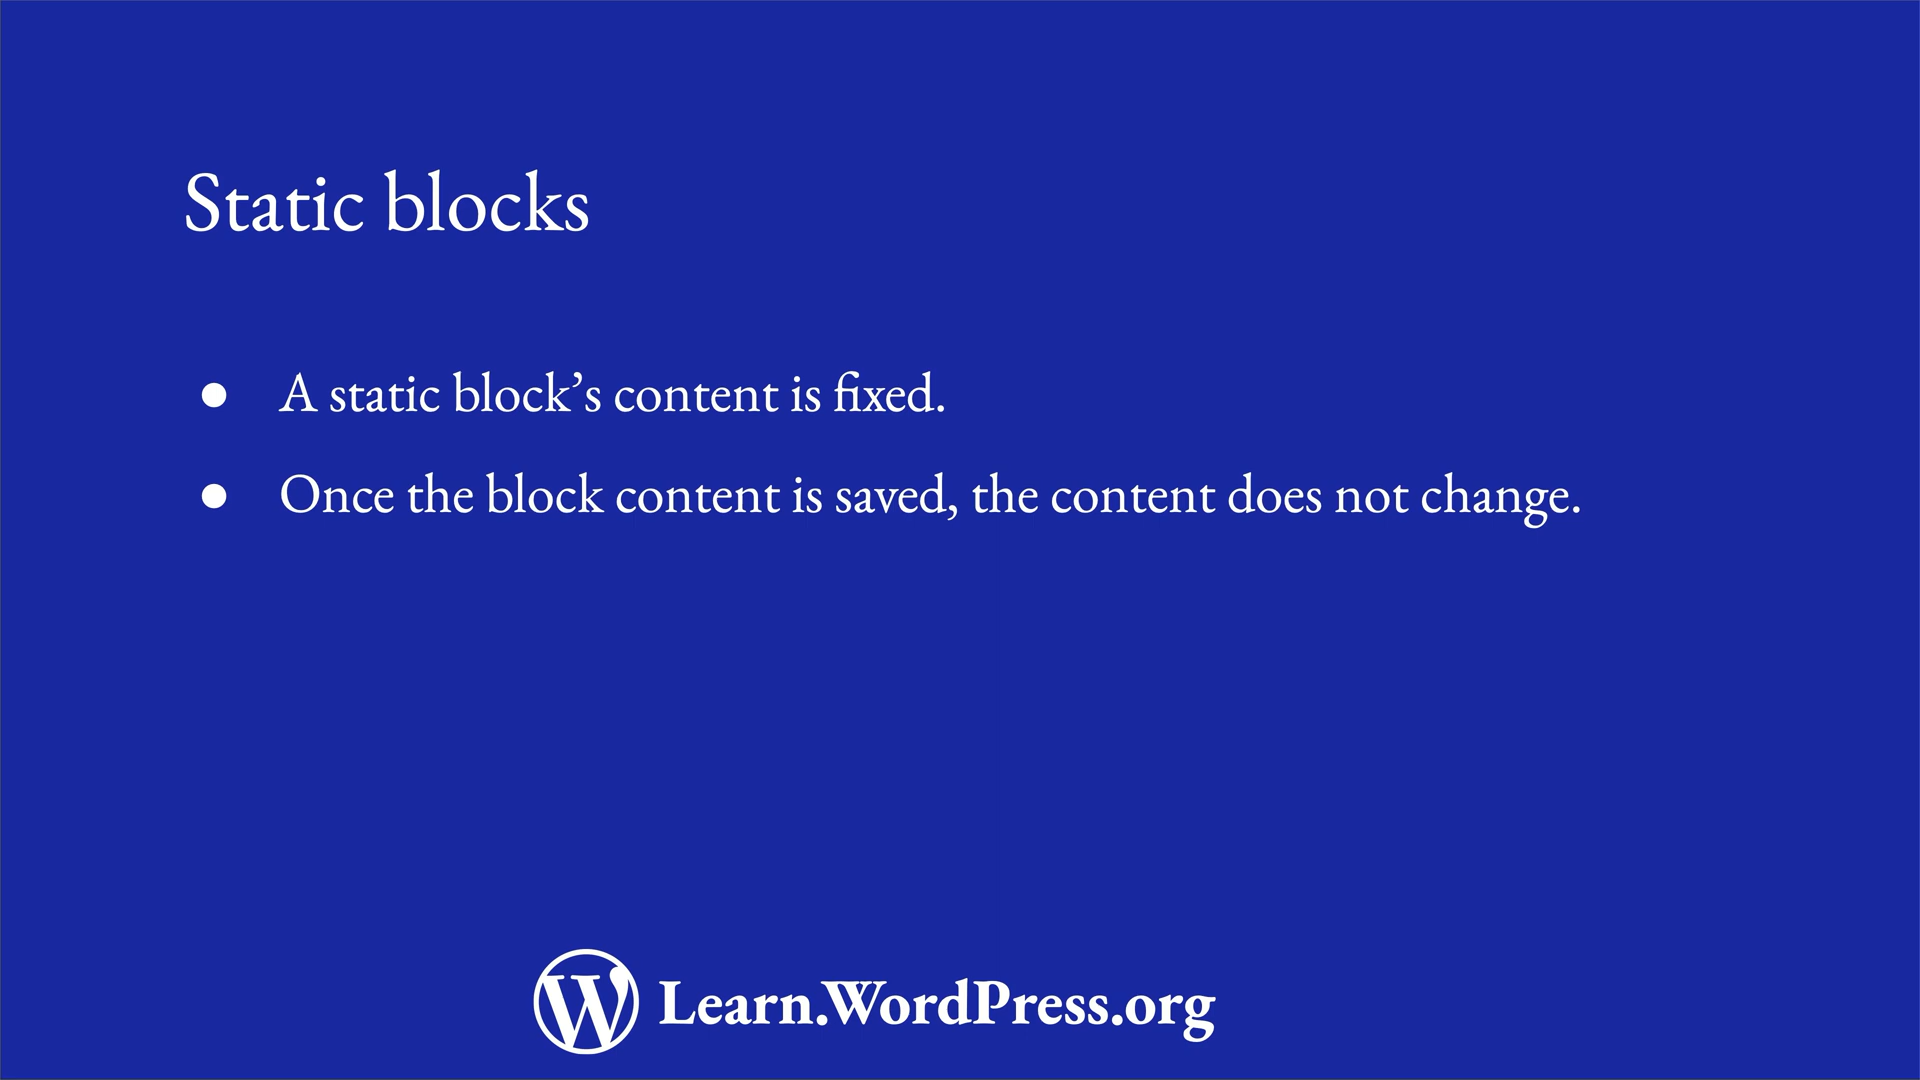 Static blocks
● A static block’s content is fixed.
● Once the block content is saved, the content does not change.
Learn.WordPress.org